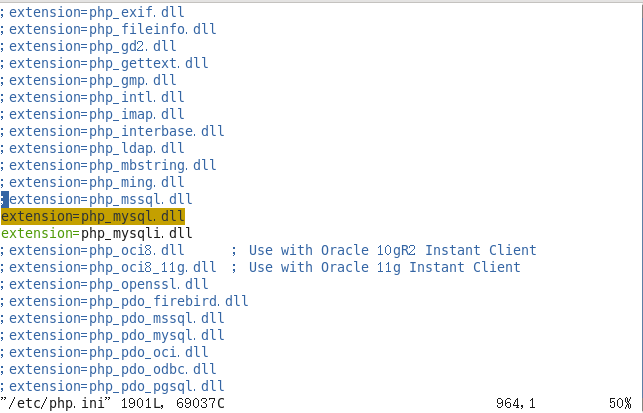 ;extension=php_exif.dll
;extension=php_fileinfo.dll
;extension=php_gd2.dll
;extension=php_gettext.dll
;extension=php_gmp.dll
;extension=php_intl.dll
;extension=php_imap.dll
;extension=php_interbase.dll
;extension=php_ldap.dll
;extension=php_mbstring.dll
;extension=php_ming.dll
;extension=php_mssql.dll
extension=php_mysql.dll
extension=php_mysqli.dll
;extension=php_oci8.dll      ; Use with Oracle 10gR2 Instant Client
;extension=php_oci8_11g.dll  ; Use with Oracle 11g Instant Client
;extension=php_openssl.dll
;extension=php_pdo_firebird.dll
;extension=php_pdo_mssql.dll
;extension=php_pdo_mysql.dll
;extension=php_pdo_oci.dll
;extension=php_pdo_odbc.dll
;extension=php_pdo_pgsql.dll
"/etc/php.ini" 1901L, 69037C 964,1 50%